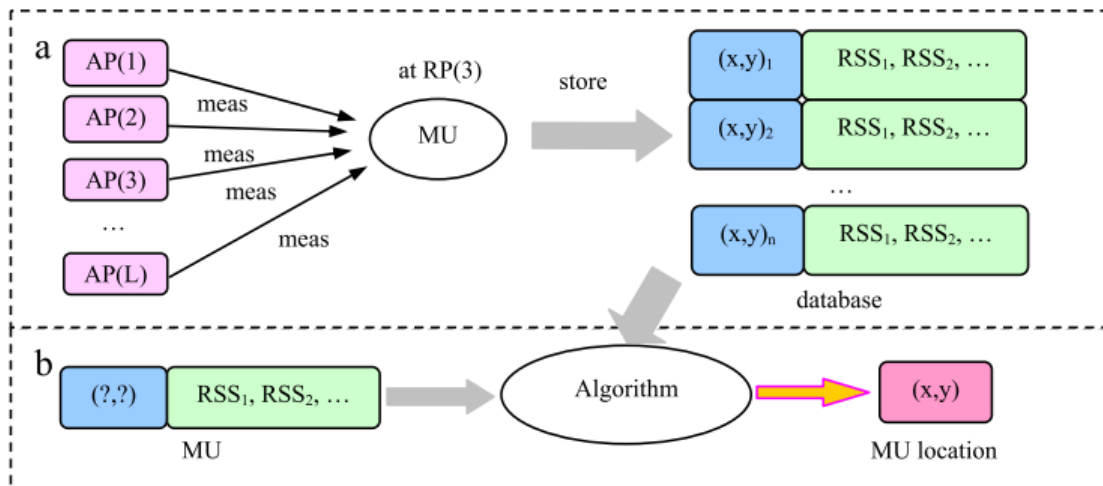 a
AP(1)
AP(2)
AP(3)
…
AP(L)
meas
meas
meas
meas
at RP(3)
MU
store
(x,y)₁ RSS₁, RSS₂, …
(x,y)₂ RSS₁, RSS₂, …
…
(x,y)ₙ RSS₁, RSS₂, …
database
b
(?,?) RSS₁, RSS₂, …
MU
Algorithm
(x,y)
MU location